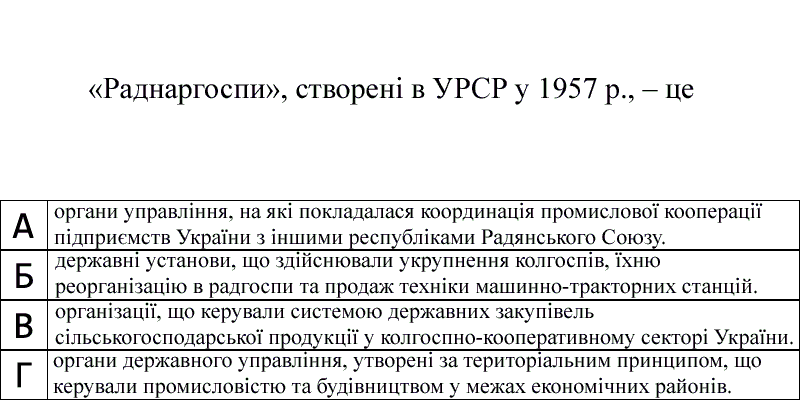 «Раднаргоспи», створені в УРСР у 1957 р., – це
А
органи управління, на які покладалася координація промислової кооперації
підприємств України з іншими республіками Радянського Союзу.
Б
державні установи, що здійснювали укрупнення колгоспів, їхню
реорганізацію в радгоспи та продаж техніки машинно-тракторних станцій.
В
організації, що керували системою державних закупівель
сільськогосподарської продукції у колгоспно-кооперативному секторі України.
Г
органи державного управління, утворені за територіальним принципом, що
керували промисловістю та будівництвом у межах економічних районів.